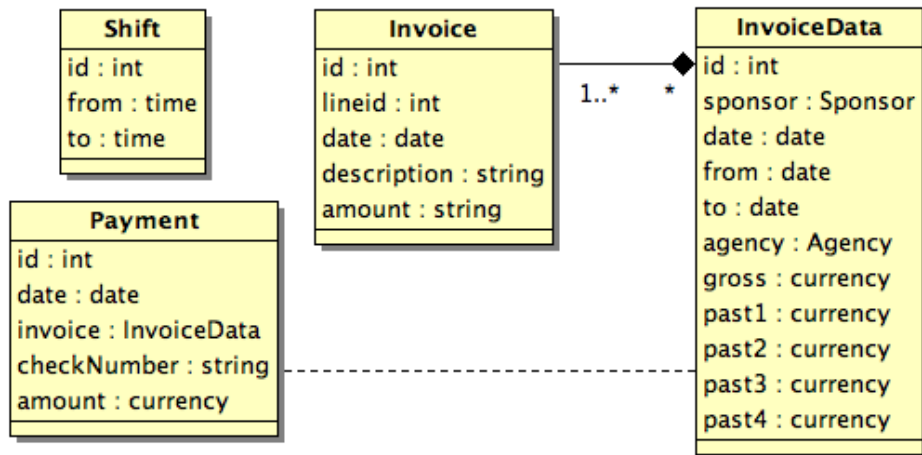 Shift
id : int
from : time
to : time
Invoice
id : int
lineid : int
date : date
description : string
amount : string
1..*
*
InvoiceData
id : int
sponsor : Sponsor
date : date
from : date
to : date
agency : Agency
gross : currency
past1 : currency
past2 : currency
past3 : currency
past4 : currency
Payment
id : int
date : date
invoice : InvoiceData
checkNumber : string
amount : currency